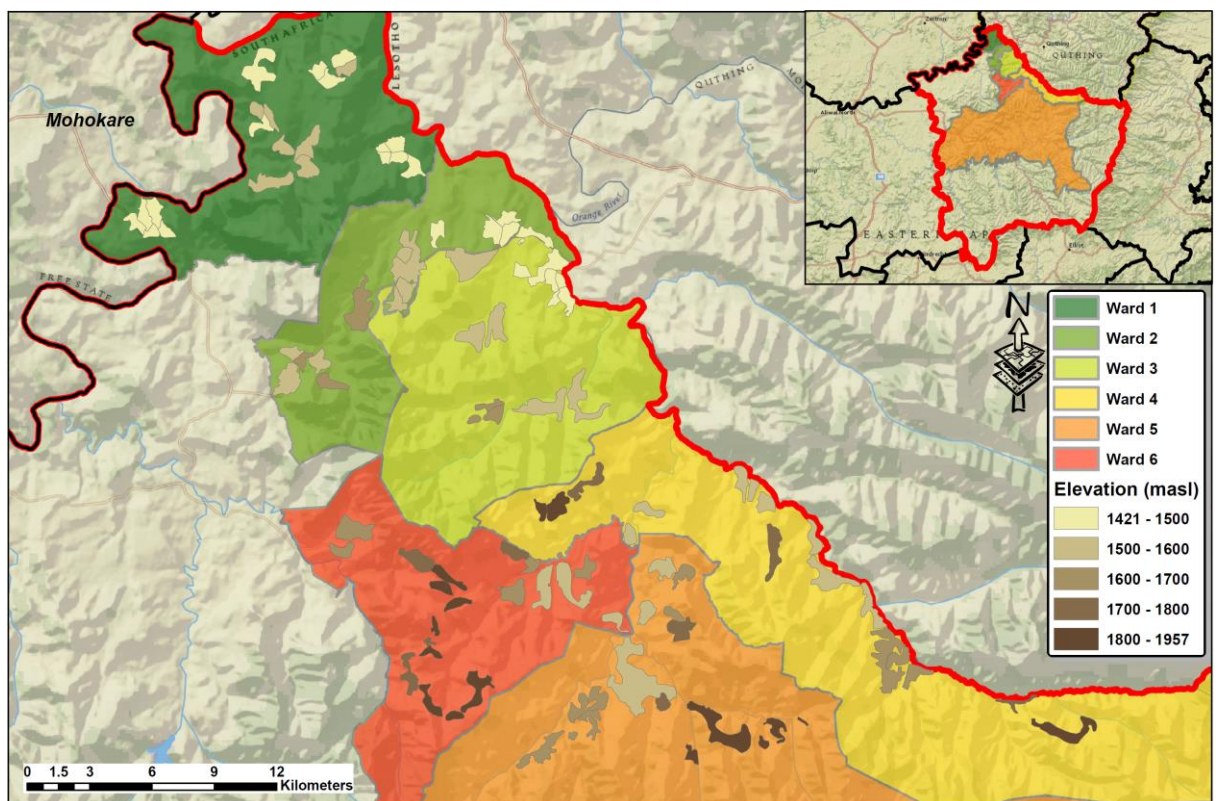 SOUTH AFRICA
LESOTHO
QUTHING
Mohokare
Orange River
FREE STATE
QUTHING
EASTERN
Ward 1
Ward 2
Ward 3
Ward 4
Ward 5
Ward 6
Elevation (masl)
1421 - 1500
1500 - 1600
1600 - 1700
1700 - 1800
1800 - 1957
N
0 1.5 3 6 9 12
Kilometers